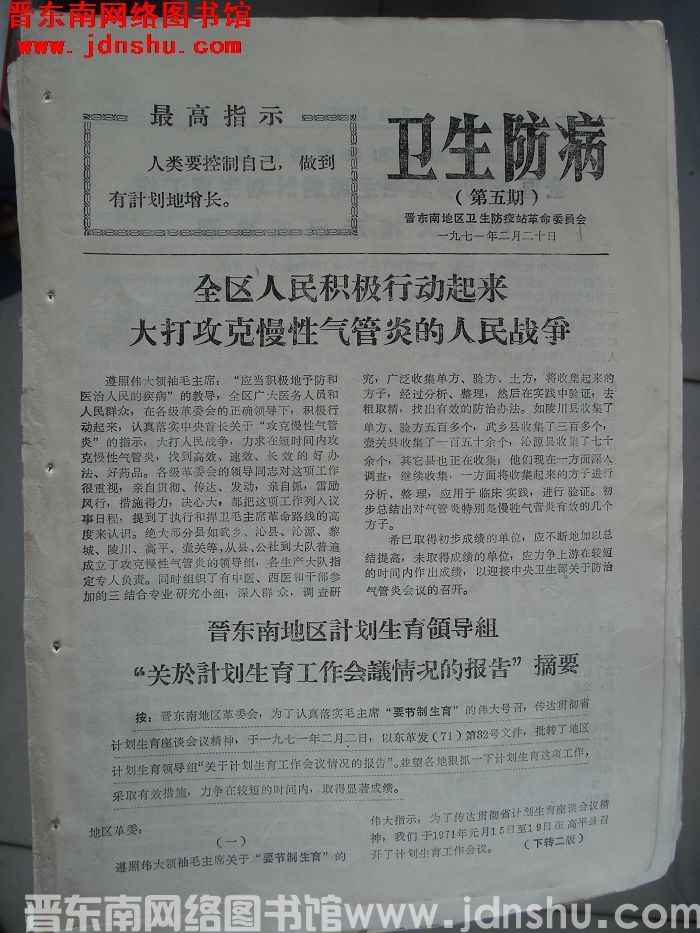 晋东南网络图书馆
www.jdnshu.com
最高指示
人类要控制自己，做到
有計划地增长。
卫生防病
（第五期）
晋东南地区卫生防疫站革命委員会
一九七一年二月二十日
全区人民积极行动起来
大打攻克慢性气管炎的人民战争
遵照伟大领袖毛主席：“应当积极地予防和
医治人民的疾病”的教导，全区广大医务人员和
人民群众，在各级革委会的正确领导下，积极行
动起来，认真落实中央首长关于“攻克慢性气管
炎”的指示，大打人民战争，力求在短时间内攻
克慢性气管炎，找到高效、速效、长效的好办
法、好药品。各级革委会的领导同志对这项工作
很重视，亲自贯彻、传达、发动，亲自抓，雷励
风行，措施得力，决心大，都把这项工作列入议
事日程，提到了执行和捍卫毛主席革命路线的高
度来认识。绝大部分县如武乡、沁县、沁源、黎
城、陵川、高平、壶关等，从县、公社到大队普遍
成立了攻克慢性气管炎的领导组，各生产大队指
定专人负责。同时组织了有中医、西医和干部参
加的三结合专业研究小组，深入群众，调查研
究，广泛收集单方、验方、土方，将收集起来的
方子，经过分析、整理，然后在实践中验证，去
粗取精，找出有效的防治办法。如陵川县收集了
单方、验方五百多个，武乡县收集了三百多个，
壶关县收集了一百五十余个，沁源县收集了七十
余个，其它县也正在收集；他们现在一方面深入
调查，继续收集，一方面将收集起来的方子进行
分析、整理，应用于临床实践，进行验证。初
步总结出对气管炎特别是慢性气管炎有效的几个
方子。
希已取得初步成绩的单位，应不断地加以总
结提高，未取得成绩的单位，应力争上游在较短
的时间内作出成绩，以迎接中央卫生部关于防治
气管炎会议的召开。
晋东南地区計划生育領导組
“关於計划生育工作会議情况的报告”摘要
按：晋东南地区革委会，为了认真落实毛主席“要节制生育”的伟大号召，传达贯彻省
计划生育座谈会议精神，于一九七一年二月二日，以东革发（71）第32号文件，批转了地区
计划生育领导组“关于计划生育工作会议情况的报告”。並望各地狠抓一下计划生育这项工作，
采取有效措施，力争在较短的时间内，取得显著成绩。
地区革委：
（一）
遵照伟大领袖毛主席关于“要节制生育”的
伟大指示，为了传达贯彻省计划生育座谈会议精
神，我们于1971年元月15日至19日在高平县召
开了计划生育工作会议。（下转二版）
晋东南网络图书馆 www.jdnshu.com